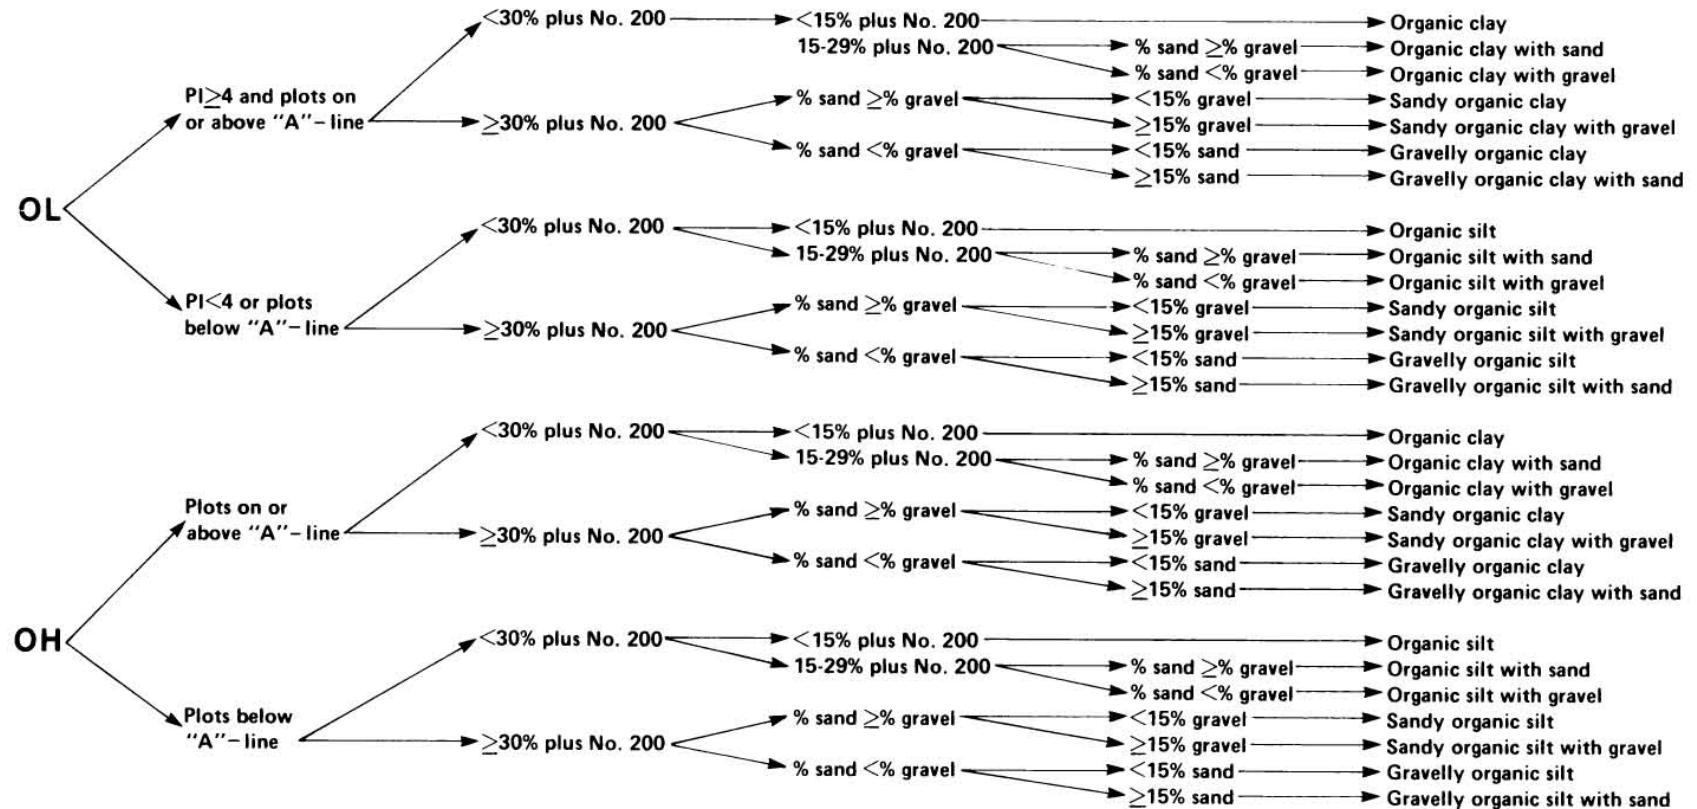 <30% plus No. 200 <15% plus No. 200 Organic clay
15-29% plus No. 200 % sand ≥% gravel Organic clay with sand
% sand <% gravel Organic clay with gravel
PI≥4 and plots on
or above "A"-line
≥30% plus No. 200 % sand ≥% gravel <15% gravel Sandy organic clay
≥15% gravel Sandy organic clay with gravel
% sand <% gravel <15% sand Gravelly organic clay
≥15% sand Gravelly organic clay with sand
OL
<30% plus No. 200 <15% plus No. 200 Organic silt
15-29% plus No. 200 % sand ≥% gravel Organic silt with sand
% sand <% gravel Organic silt with gravel
PI<4 or plots
below "A"-line
≥30% plus No. 200 % sand ≥% gravel <15% gravel Sandy organic silt
≥15% gravel Sandy organic silt with gravel
% sand <% gravel <15% sand Gravelly organic silt
≥15% sand Gravelly organic silt with sand
<30% plus No. 200 <15% plus No. 200 Organic clay
15-29% plus No. 200 % sand ≥% gravel Organic clay with sand
% sand <% gravel Organic clay with gravel
Plots on or
above "A"-line
≥30% plus No. 200 % sand ≥% gravel <15% gravel Sandy organic clay
≥15% gravel Sandy organic clay with gravel
% sand <% gravel <15% sand Gravelly organic clay
≥15% sand Gravelly organic clay with sand
OH
<30% plus No. 200 <15% plus No. 200 Organic silt
15-29% plus No. 200 % sand ≥% gravel Organic silt with sand
% sand <% gravel Organic silt with gravel
Plots below
"A"-line
≥30% plus No. 200 % sand ≥% gravel <15% gravel Sandy organic silt
≥15% gravel Sandy organic silt with gravel
% sand <% gravel <15% sand Gravelly organic silt
≥15% sand Gravelly organic silt with sand